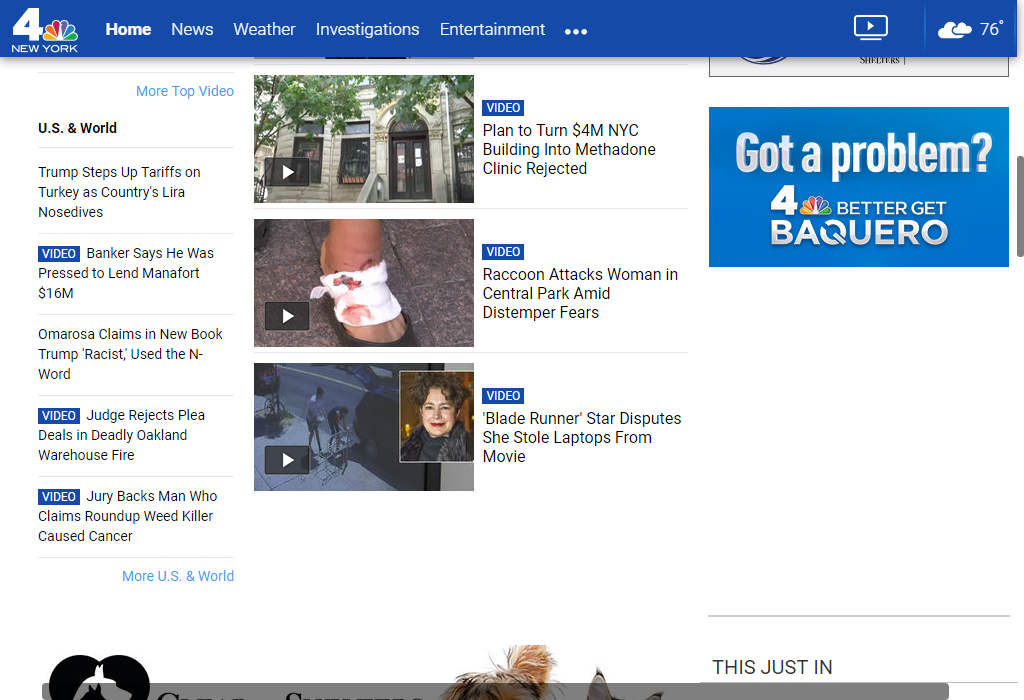 4
NEW YORK
Home News Weather Investigations Entertainment
76°
More Top Video
U.S. & World
Trump Steps Up Tariffs on
Turkey as Country's Lira
Nosedives
VIDEO Banker Says He Was
Pressed to Lend Manafort
$16M
Omarosa Claims in New Book
Trump 'Racist,' Used the N-
Word
VIDEO Judge Rejects Plea
Deals in Deadly Oakland
Warehouse Fire
VIDEO Jury Backs Man Who
Claims Roundup Weed Killer
Caused Cancer
More U.S. & World
VIDEO
Plan to Turn $4M NYC
Building Into Methadone
Clinic Rejected
VIDEO
Raccoon Attacks Woman in
Central Park Amid
Distemper Fears
VIDEO
'Blade Runner' Star Disputes
She Stole Laptops From
Movie
SHELTERS
Got a problem?
4 BETTER GET
BAQUERO
THIS JUST IN